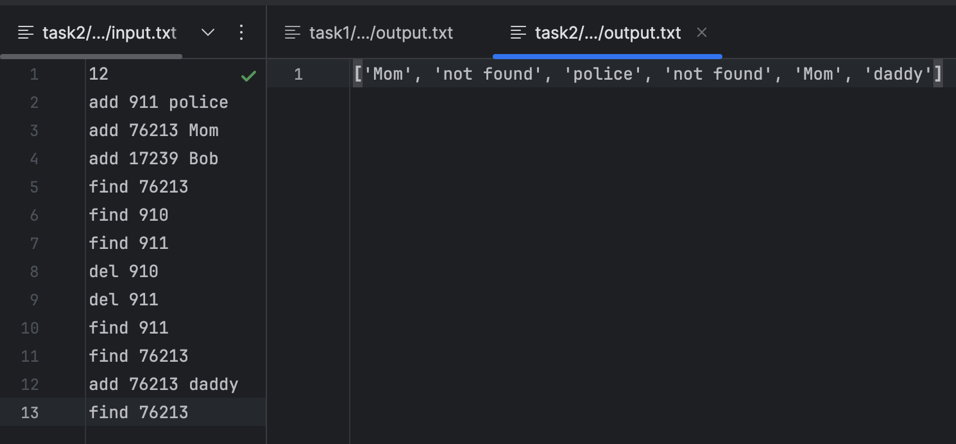 task2/.../input.txt
task1/.../output.txt
task2/.../output.txt
1 12
2 add 911 police
3 add 76213 Mom
4 add 17239 Bob
5 find 76213
6 find 910
7 find 911
8 del 910
9 del 911
10 find 911
11 find 76213
12 add 76213 daddy
13 find 76213
1 ['Mom', 'not found', 'police', 'not found', 'Mom', 'daddy']